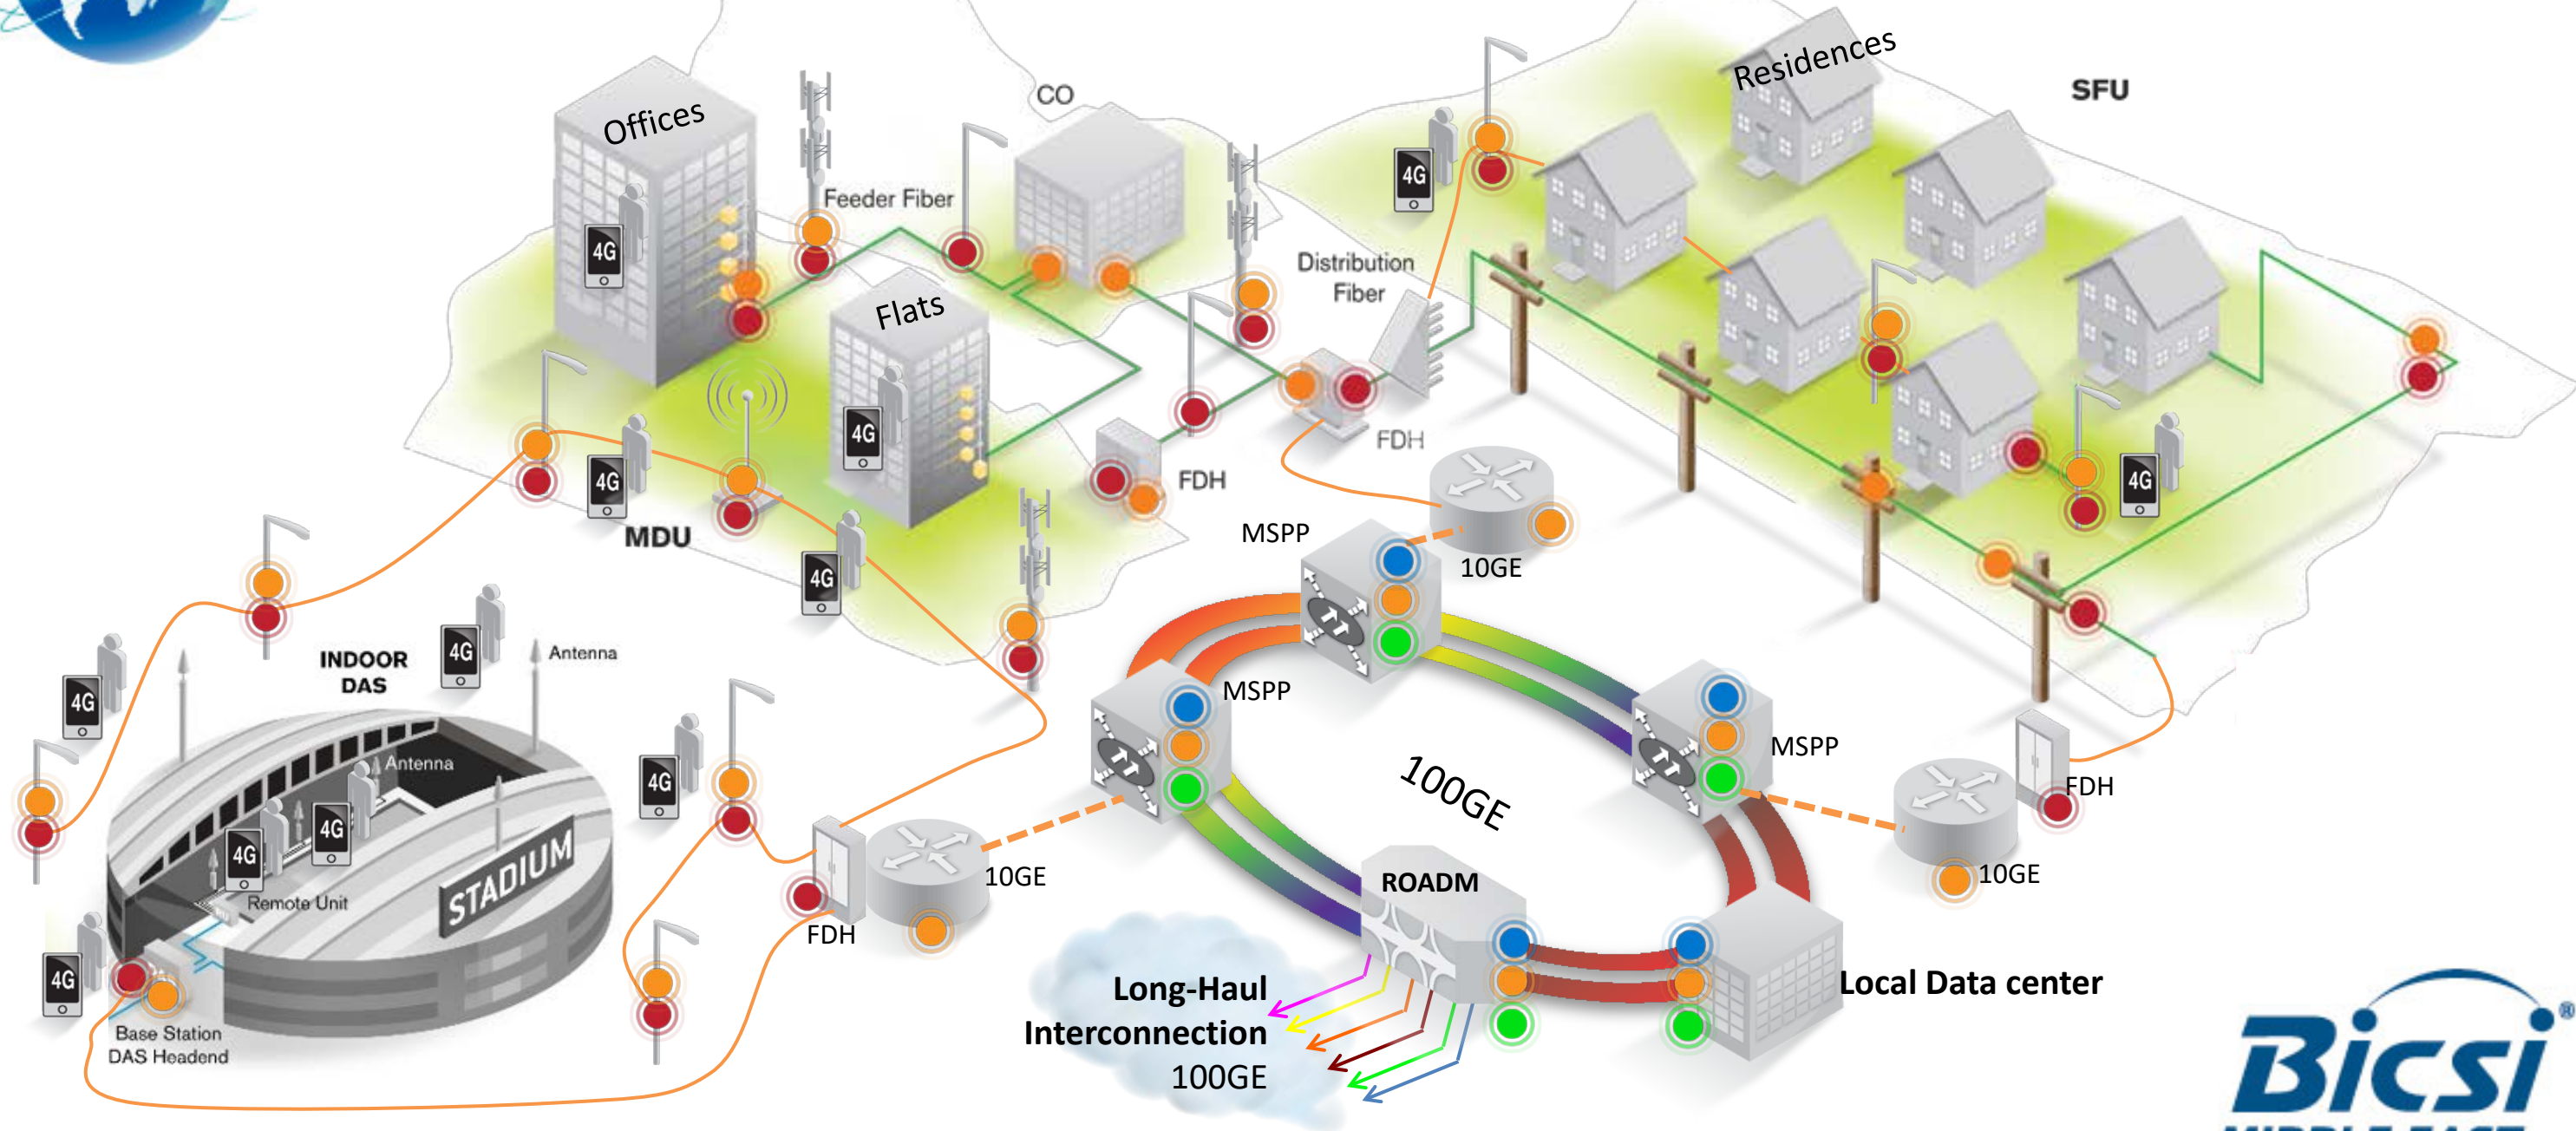 Residences
SFU
CO
Offices
4G
Feeder Fiber
4G
Distribution
Fiber
Flats
4G
FDH
4G
FDH
4G
MSPP
10GE
MDU
4G
INDOOR
DAS
4G
Antenna
4G
MSPP
MSPP
Antenna
4G
100GE
FDH
4G
4G
STADIUM
Remote Unit
10GE
10GE
ROADM
FDH
4G
Long-Haul
Interconnection
100GE
Local Data center
Base Station
DAS Headend
Bicsi®
MIDDLE EAST